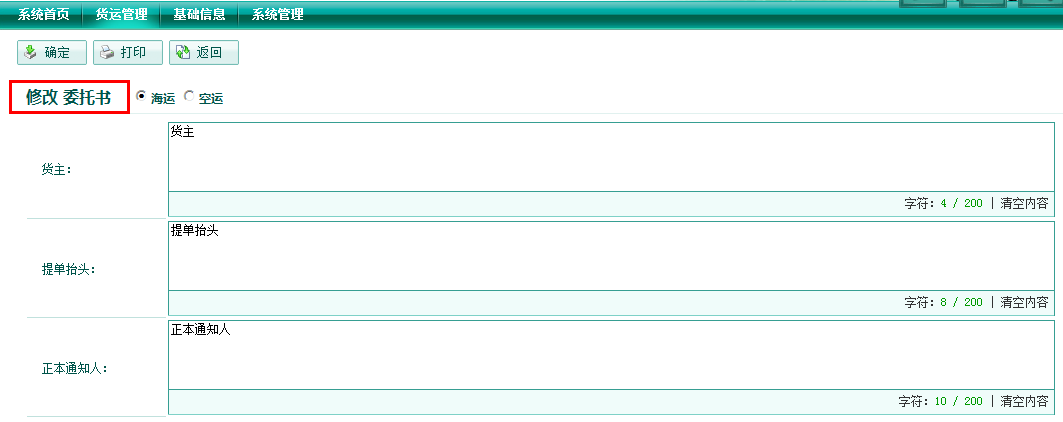 系统首页 货运管理 基础信息 系统管理
确定 打印 返回
修改 委托书 海运 空运
货主
货主:
字符: 4 / 200 | 清空内容
提单抬头
提单抬头:
字符: 8 / 200 | 清空内容
正本通知人
正本通知人:
字符: 10 / 200 | 清空内容